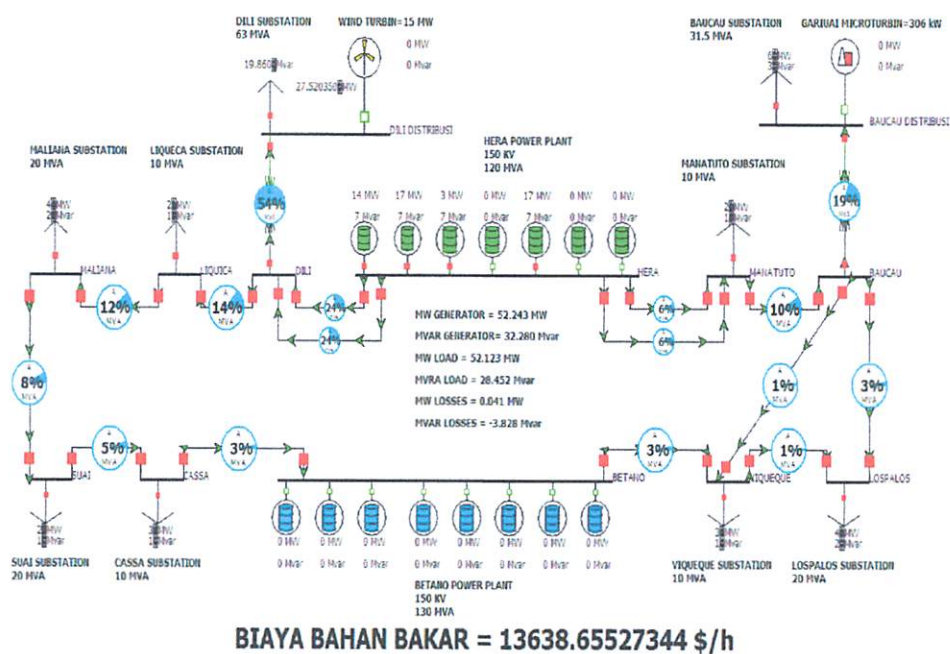 DILI SUBSTATION
63 MVA
WIND TURBIN=15 MW
BAUCAU SUBSTATION
31.5 MVA
GARIUAI MICROTURBIN=306 kW
0 MW
0 Mvar
0 MW
0 Mvar
DILI DISTRIBUSI
BAUCAU DISTRIBUSI
MALIANA SUBSTATION
20 MVA
LIQUECA SUBSTATION
10 MVA
HERA POWER PLANT
150 KV
120 MVA
MANATUTO SUBSTATION
10 MVA
54%
19%
14 MW
17 MW
3 MW
0 MW
17 MW
0 MW
0 MW
7 Mvar
7 Mvar
7 Mvar
0 Mvar
7 Mvar
0 Mvar
0 Mvar
MALIANA
LIQUICA
DILI
HERA
MANATUTO
BAUCAU
12%
MVA
14%
MVA
24%
24%
6%
6%
10%
MVA
MW GENERATOR = 52.243 MW
MVAR GENERATOR = 32.280 Mvar
MW LOAD = 52.123 MW
MVRA LOAD = 28.452 Mvar
MW LOSSES = 0.041 MW
MVAR LOSSES = -3.828 Mvar
8%
MVA
1%
MVA
3%
MVA
5%
MVA
3%
MVA
3%
MVA
1%
MVA
SUAI
CASSA
BETANO
VIQUEQUE
LOSPALOS
0 MW
0 MW
0 MW
0 MW
0 MW
0 MW
0 MW
0 MW
0 Mvar
0 Mvar
0 Mvar
0 Mvar
0 Mvar
0 Mvar
0 Mvar
0 Mvar
SUAI SUBSTATION
20 MVA
CASSA SUBSTATION
10 MVA
BETANO POWER PLANT
150 KV
130 MVA
VIQUEQUE SUBSTATION
10 MVA
LOSPALOS SUBSTATION
20 MVA
BIAYA BAHAN BAKAR = 13638.65527344 $/h